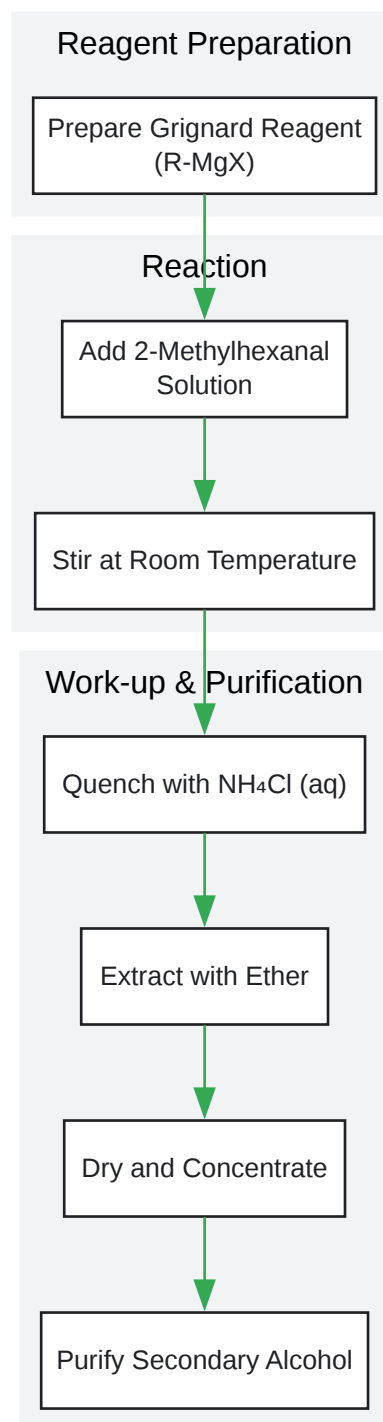 Reagent Preparation
Prepare Grignard Reagent
(R-MgX)
Reaction
Add 2-Methylhexanal
Solution
Stir at Room Temperature
Work-up & Purification
Quench with NH₄Cl (aq)
Extract with Ether
Dry and Concentrate
Purify Secondary Alcohol